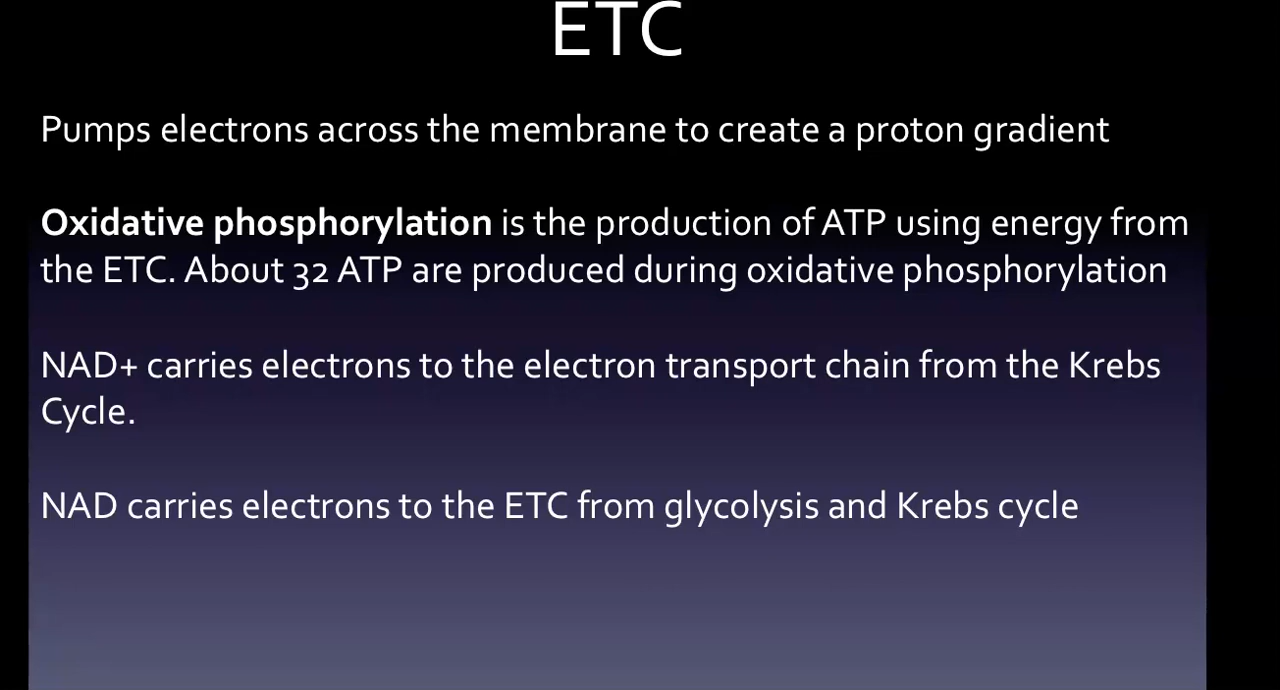 ETC
Pumps electrons across the membrane to create a proton gradient
Oxidative phosphorylation is the production of ATP using energy from
the ETC. About 32 ATP are produced during oxidative phosphorylation
NAD+ carries electrons to the electron transport chain from the Krebs
Cycle.
NAD carries electrons to the ETC from glycolysis and Krebs cycle